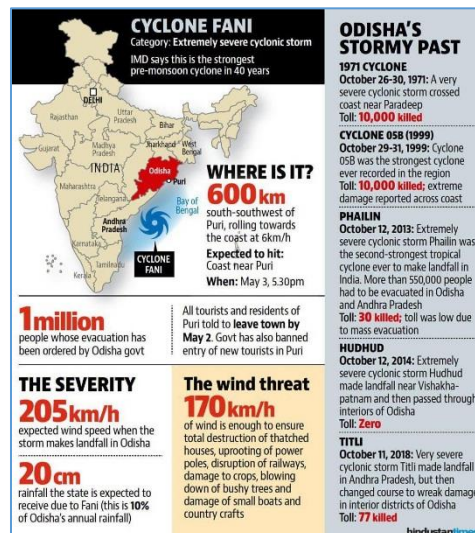 CYCLONE FANI
Category: Extremely severe cyclonic storm
IMD says this is the strongest
pre-monsoon cyclone in 40 years
DELHI
Rajasthan
Uttar
Pradesh
Bihar
Gujarat
Madhya
Pradesh
Jharkhand
West
Bengal
INDIA
Odisha
Puri
Maharashtra
Telangana
Bay of
Bengal
Andhra
Pradesh
Karnataka
Tamilnadu
Kerala
CYCLONE
FANI
WHERE IS IT?
600km
south-southwest of
Puri, rolling towards
the coast at 6km/h
Expected to hit:
Coast near Puri
When: May 3, 5.30pm
1million
people whose evacuation has
been ordered by Odisha govt
All tourists and residents of
Puri told to leave town by
May 2. Govt has also banned
entry of new tourists in Puri
THE SEVERITY
205km/h
expected wind speed when the
storm makes landfall in Odisha
20cm
rainfall the state is expected to
receive due to Fani (this is 10%
of Odisha's annual rainfall)
The wind threat
170km/h
of wind is enough to ensure
total destruction of thatched
houses, uprooting of power
poles, disruption of railways,
damage to crops, blowing
down of bushy trees and
damage of small boats and
country crafts
ODISHA'S
STORMY PAST
1971 CYCLONE
October 26-30, 1971: A very
severe cyclonic storm crossed
coast near Paradeep
Toll: 10,000 killed
CYCLONE 05B (1999)
October 29-31, 1999: Cyclone
05B was the strongest cyclone
ever recorded in the region
Toll: 10,000 killed; extreme
damage reported across coast
PHAILIN
October 12, 2013: Extremely
severe cyclonic storm Phailin was
the second-strongest tropical
cyclone ever to make landfall in
India. More than 550,000 people
had to be evacuated in Odisha
and Andhra Pradesh
Toll: 30 killed; toll was low due
to mass evacuation
HUDHUD
October 12, 2014: Extremely
severe cyclonic storm Hudhud
made landfall near Vishakha-
patnam and then passed through
interiors of Odisha
Toll: Zero
TITLI
October 11, 2018: Very severe
cyclonic storm Titli made landfall
in Andhra Pradesh, but then
changed course to wreak damage
in interior districts of Odisha
Toll: 77 killed
hindustantimes